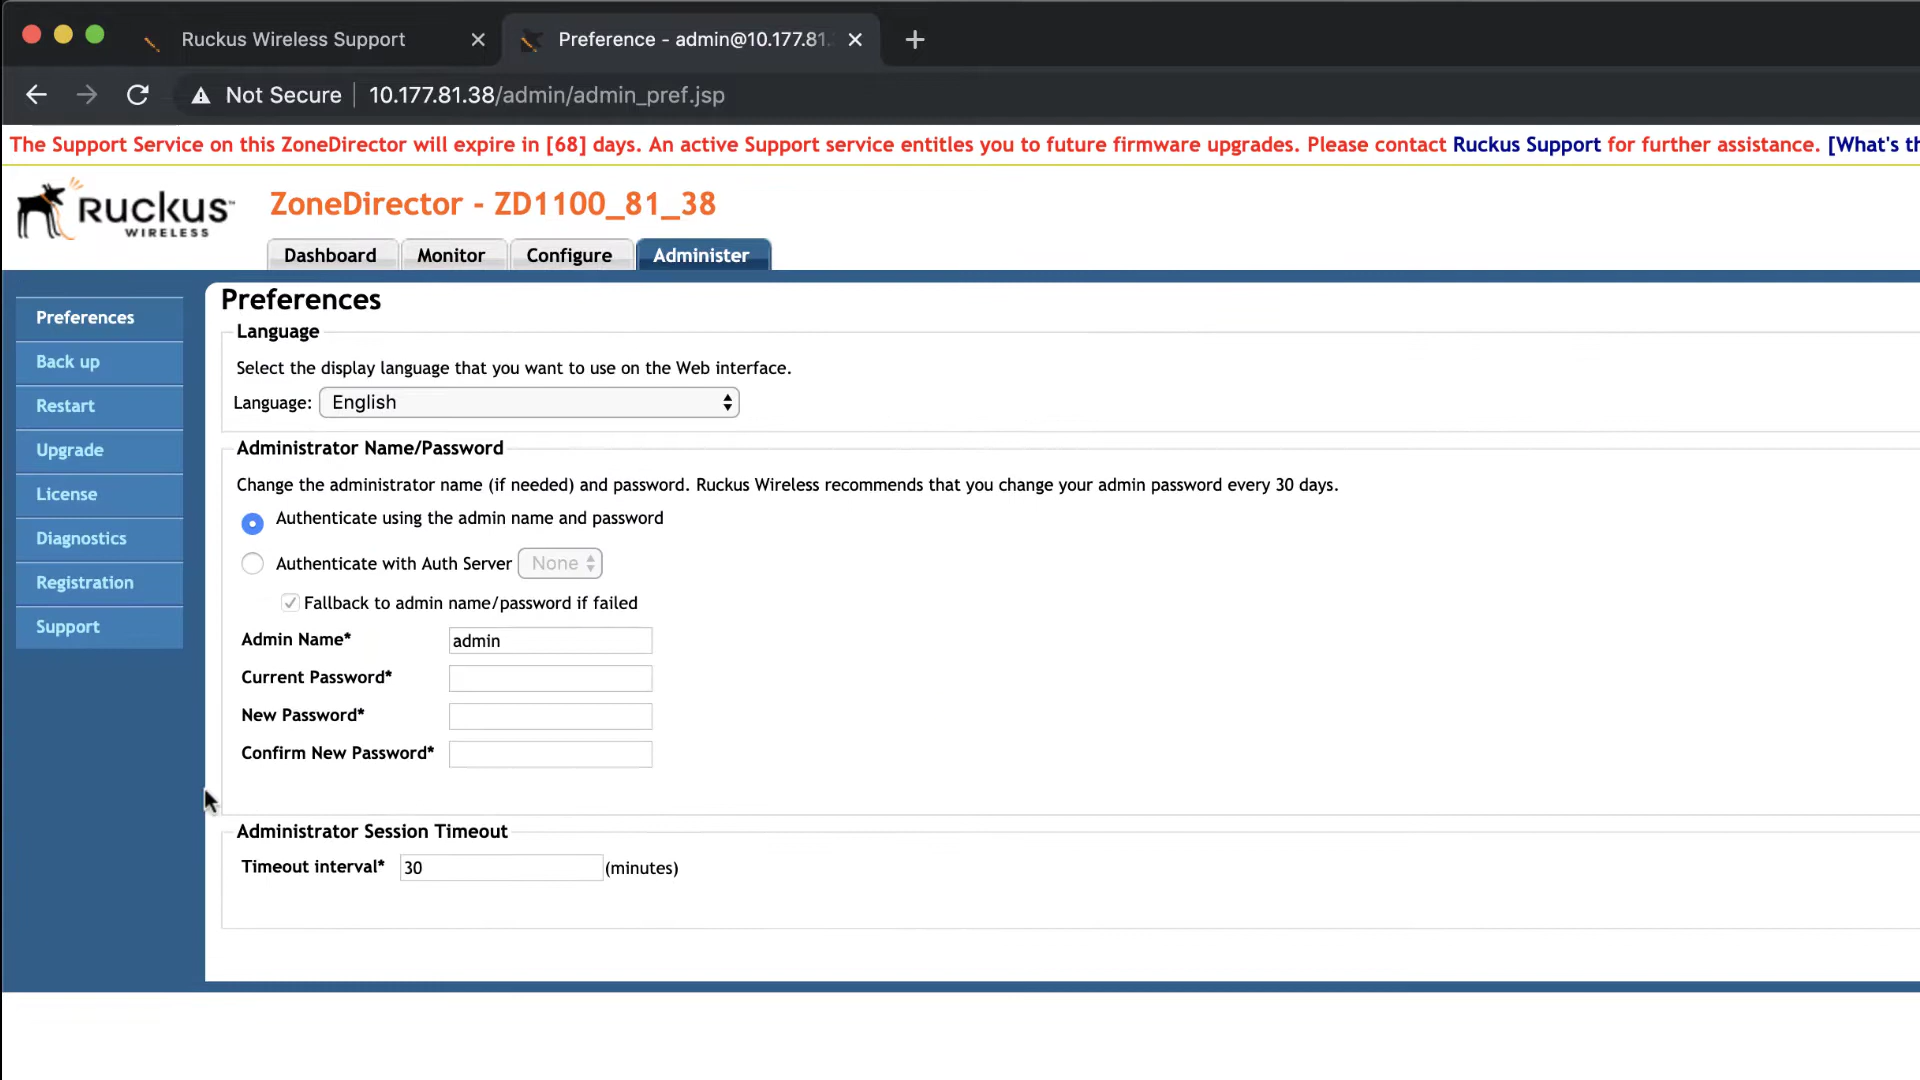 Ruckus Wireless Support
Preference - admin@10.177.81.
Not Secure 10.177.81.38/admin/admin_pref.jsp
The Support Service on this ZoneDirector will expire in [68] days. An active Support service entitles you to future firmware upgrades. Please contact Ruckus Support for further assistance. [What's th
RUCKUS™
WIRELESS
ZoneDirector - ZD1100_81_38
Dashboard Monitor Configure Administer
Preferences
Back up
Restart
Upgrade
License
Diagnostics
Registration
Support
Preferences
Language
Select the display language that you want to use on the Web interface.
Language: English
Administrator Name/Password
Change the administrator name (if needed) and password. Ruckus Wireless recommends that you change your admin password every 30 days.
Authenticate using the admin name and password
Authenticate with Auth Server None
Fallback to admin name/password if failed
Admin Name* admin
Current Password*
New Password*
Confirm New Password*
Administrator Session Timeout
Timeout interval* 30 (minutes)